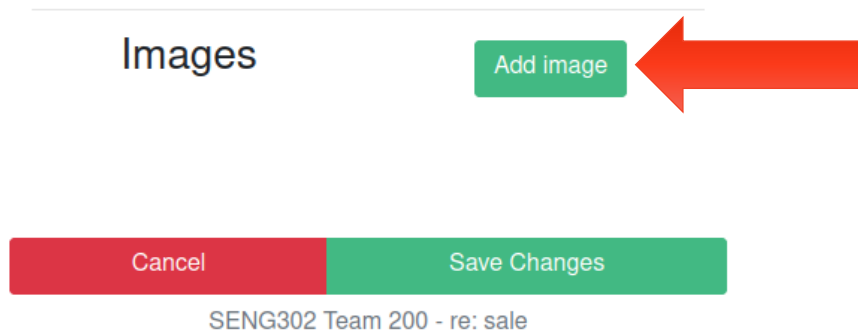 Images
Add image
Cancel
Save Changes
SENG302 Team 200 - re: sale